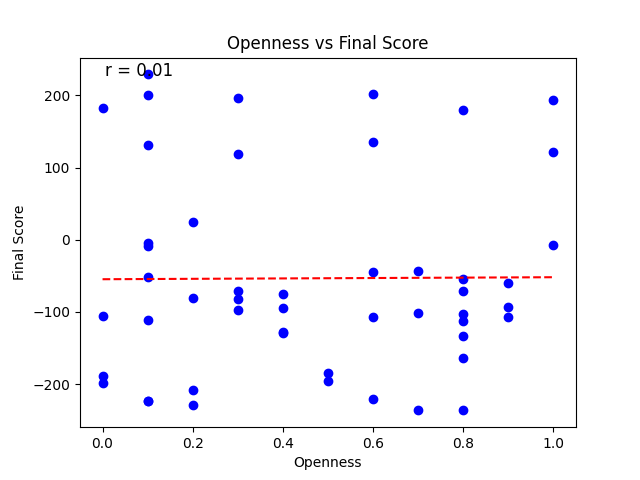 Openness vs Final Score
r = 0.01
Final Score
200
100
0
−100
−200
0.0 0.2 0.4 0.6 0.8 1.0
Openness